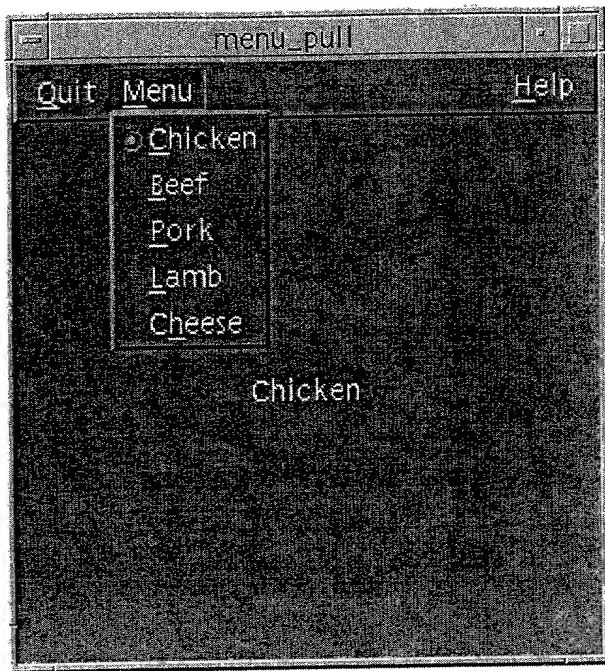 menu_pull
Quit Menu Help
Chicken
Beef
Pork
Lamb
Cheese
Chicken